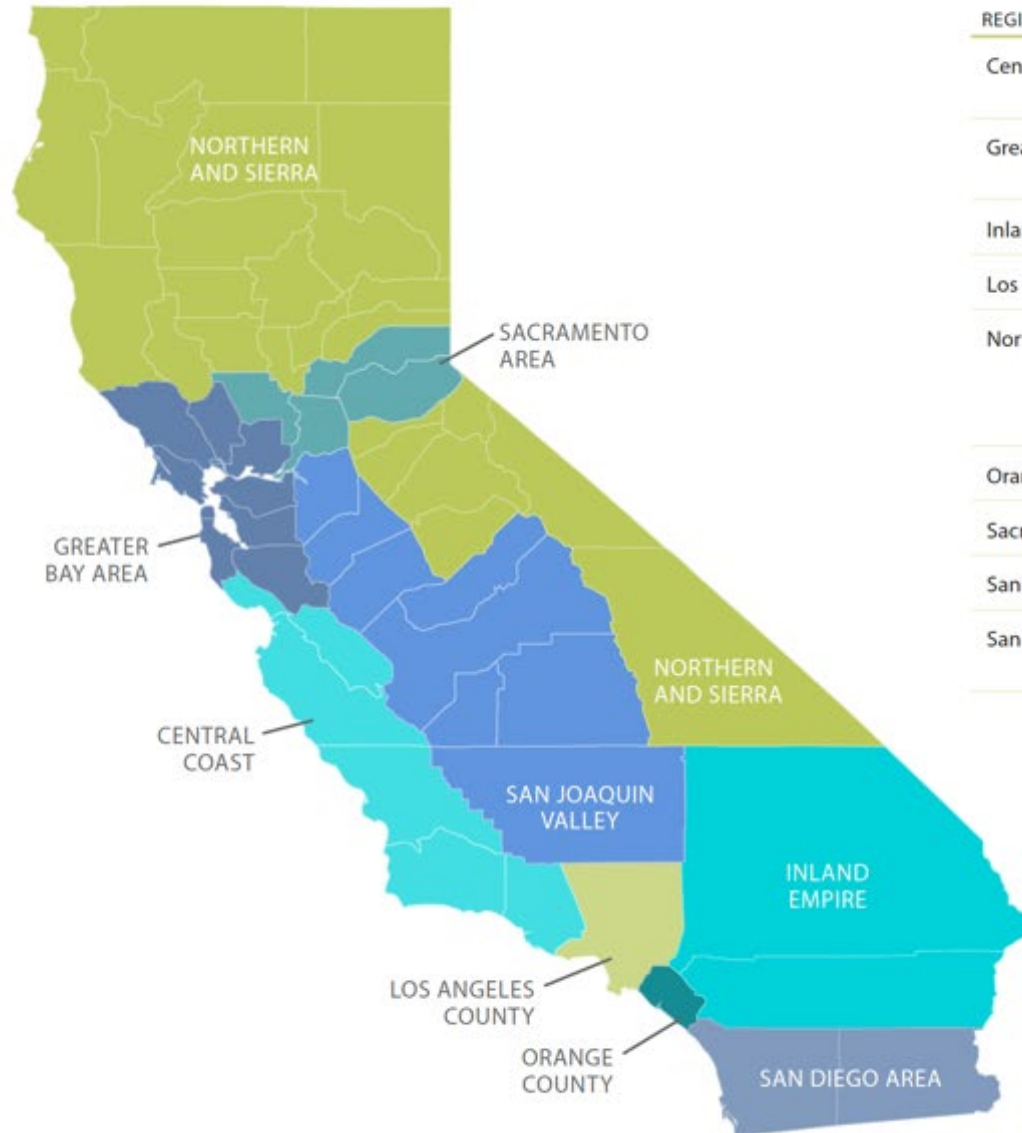 NORTHERN
AND SIERRA
SACRAMENTO
AREA
GREATER
BAY AREA
NORTHERN
AND SIERRA
CENTRAL
COAST
SAN JOAQUIN
VALLEY
INLAND
EMPIRE
LOS ANGELES
COUNTY
ORANGE
COUNTY
SAN DIEGO AREA
REGI
Cen
Grea
Inla
Los
Nor
Oran
Sacr
San
San